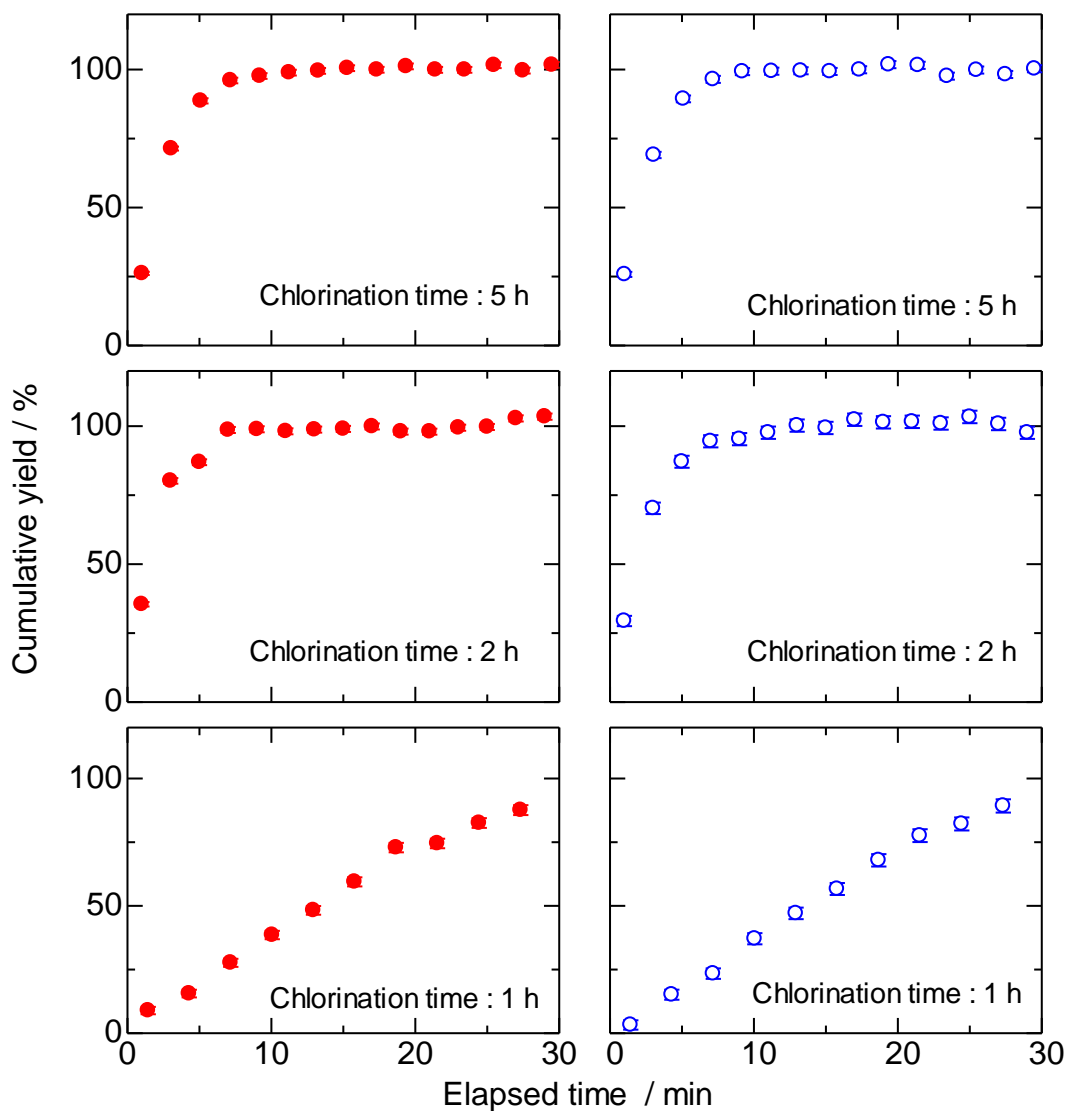 100
50
0
Chlorination time : 5 h
Chlorination time : 5 h
100
50
0
Chlorination time : 2 h
Chlorination time : 2 h
100
50
0
Chlorination time : 1 h
Chlorination time : 1 h
0 10 20 30
0 10 20 30
Cumulative yield / %
Elapsed time / min